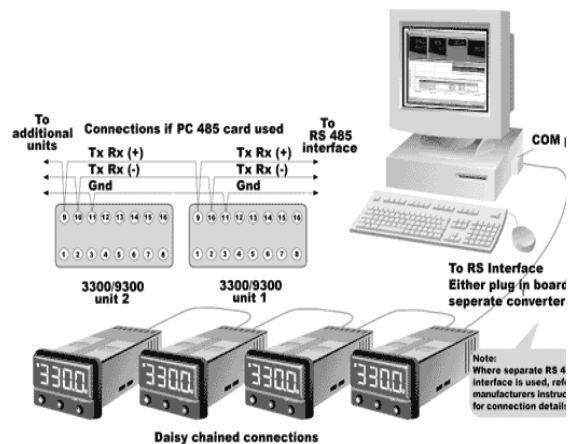 To
additional
units
Connections if PC 485 card used
To
RS 485
interface
Tx Rx (+)
Tx Rx (+)
Tx Rx (-)
Tx Rx (-)
Gnd
Gnd
9 10 11 12 13 14 15 16
9 10 11 12 13 14 15 16
1 2 3 4 5 6 7 8
1 2 3 4 5 6 7 8
3300/9300
unit 2
3300/9300
unit 1
COM p
To RS Interface
Either plug in board
seperate converter
3300
3300
3300
3300
Note:
Where separate RS 4
interface is used, refe
manufacturers instruc
for connection details
Daisy chained connections